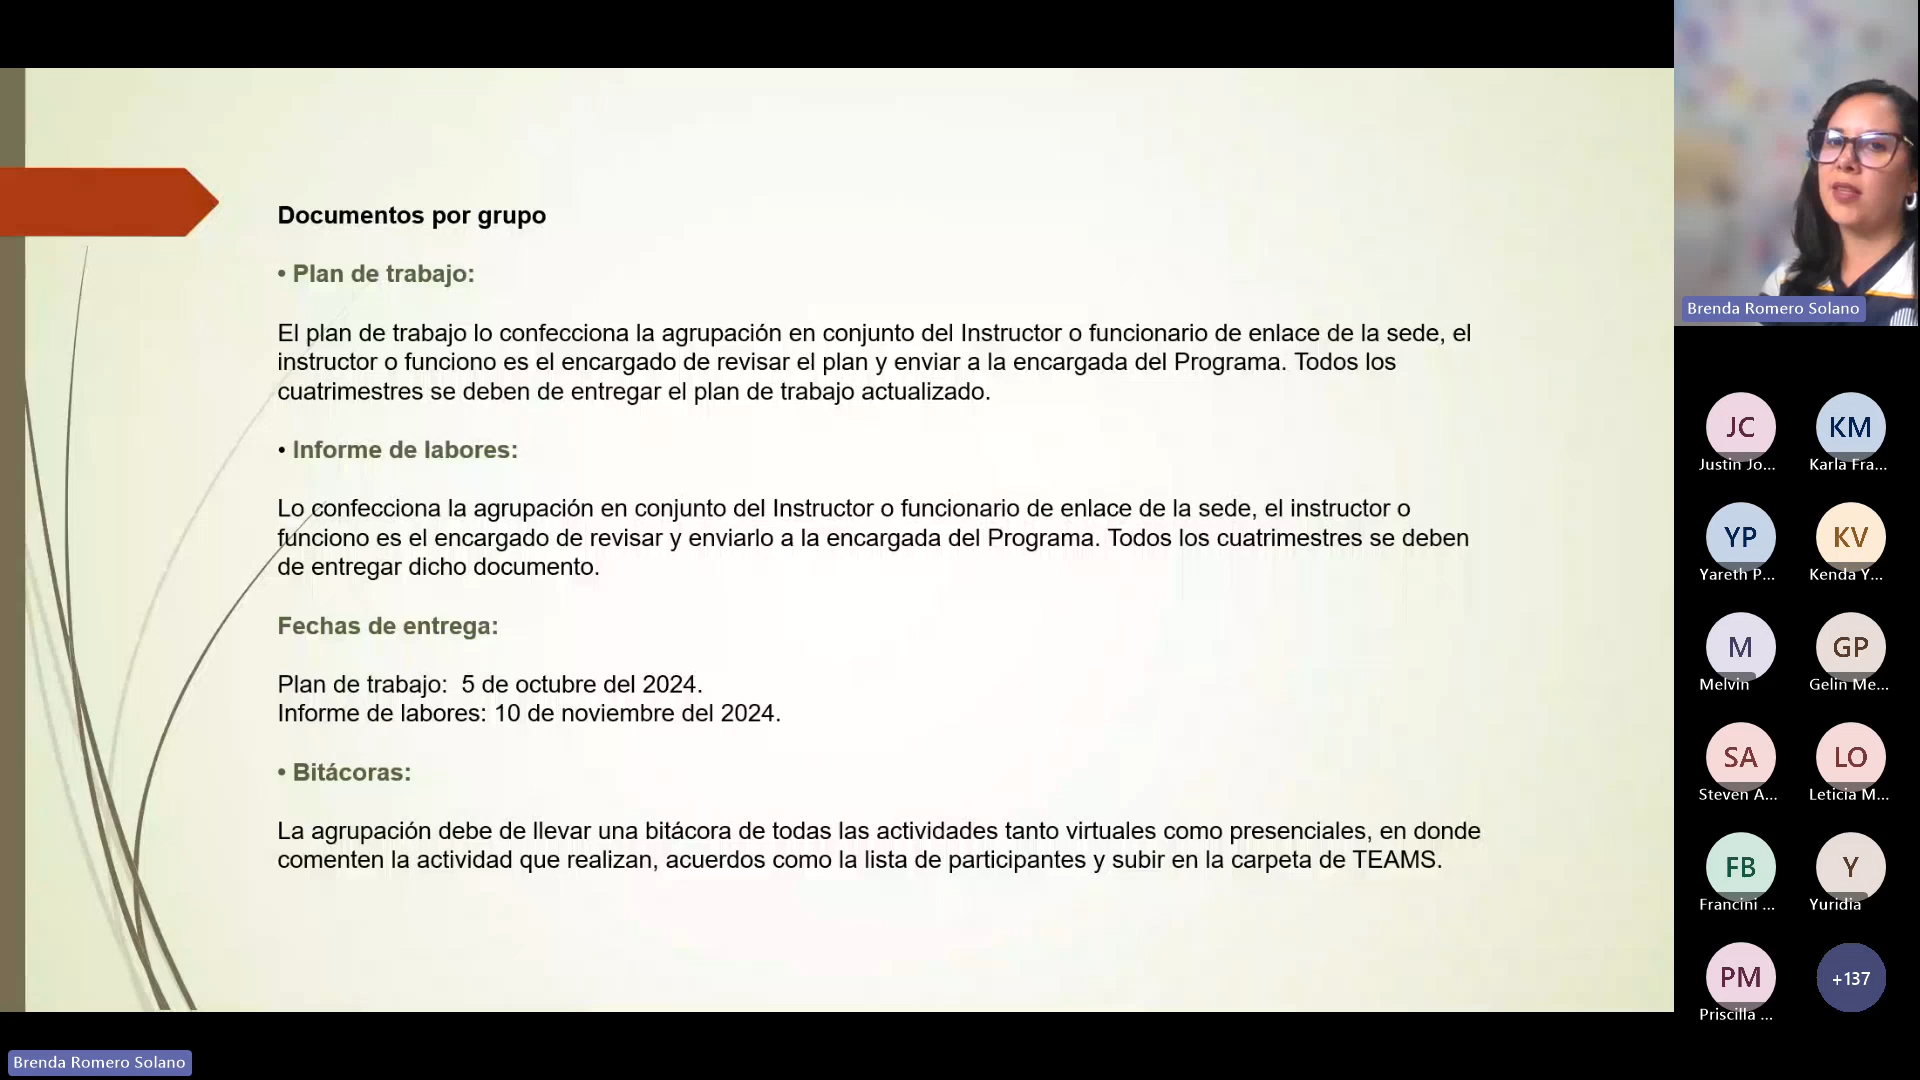 Documentos por grupo
• Plan de trabajo:
El plan de trabajo lo confecciona la agrupación en conjunto del Instructor o funcionario de enlace de la sede, el
instructor o funciono es el encargado de revisar el plan y enviar a la encargada del Programa. Todos los
cuatrimestres se deben de entregar el plan de trabajo actualizado.
• Informe de labores:
Lo confecciona la agrupación en conjunto del Instructor o funcionario de enlace de la sede, el instructor o
funciono es el encargado de revisar y enviarlo a la encargada del Programa. Todos los cuatrimestres se deben
de entregar dicho documento.
Fechas de entrega:
Plan de trabajo:  5 de octubre del 2024.
Informe de labores: 10 de noviembre del 2024.
• Bitácoras:
La agrupación debe de llevar una bitácora de todas las actividades tanto virtuales como presenciales, en donde
comenten la actividad que realizan, acuerdos como la lista de participantes y subir en la carpeta de TEAMS.
Brenda Romero Solano
JC
KM
Justin Jo...
Karla Fra...
YP
KV
Yareth P...
Kenda Y...
M
GP
Melvin
Gelin Me...
SA
LO
Steven A...
Leticia M...
FB
Y
Francini ...
Yuridia
PM
+137
Priscilla ...
Brenda Romero Solano